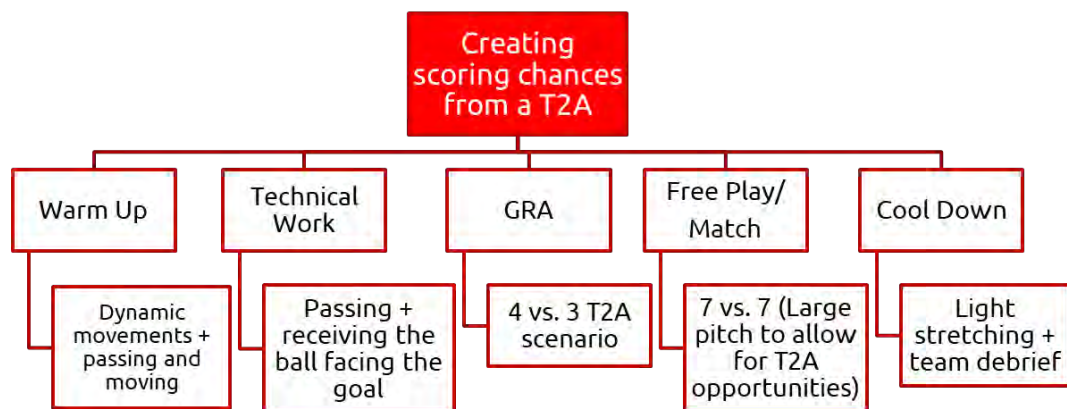 Creating
scoring chances
from a T2A
Warm Up
Technical
Work
GRA
Free Play/
Match
Cool Down
Dynamic
movements +
passing and
moving
Passing +
receiving the
ball facing the
goal
4 vs. 3 T2A
scenario
7 vs. 7 (Large
pitch to allow
for T2A
opportunities)
Light
stretching +
team debrief